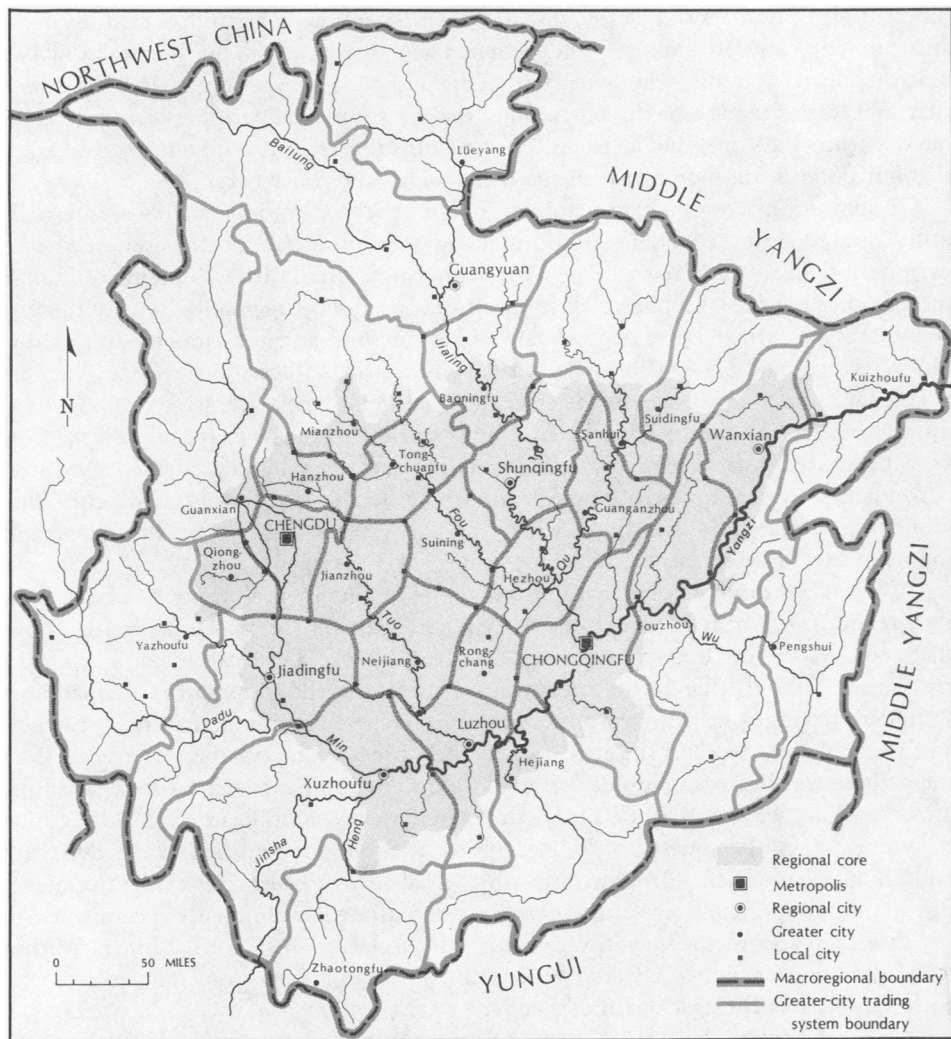 NORTHWEST CHINA
Bailung
Lüeyang
MIDDLE
YANGZI
Guangyuan
Jialing
N
Baoningfu
Kuizhoufu
Mianzhou
Tong-
chuanfu
Sanhui
Suidingfu
Wanxian
Shunqingfu
Hanzhou
Guanxian
CHENGDU
Fou
Guanganzhou
Yangzi
Qiong-
zhou
Jianzhou
Suining
Hezhou
Qu
MIDDLE YANGZI
Tuo
Fouzhou
Wu
Yazhoufu
Neijiang
Rong-
chang
CHONGQINGFU
Pengshui
Jiadingfu
Dadu
Min
Luzhou
Hejiang
Xuzhoufu
Jinsha
Heng
Zhaotongfu
YUNGUI
0 50 MILES
Regional core
Metropolis
Regional city
Greater city
Local city
Macroregional boundary
Greater-city trading
system boundary